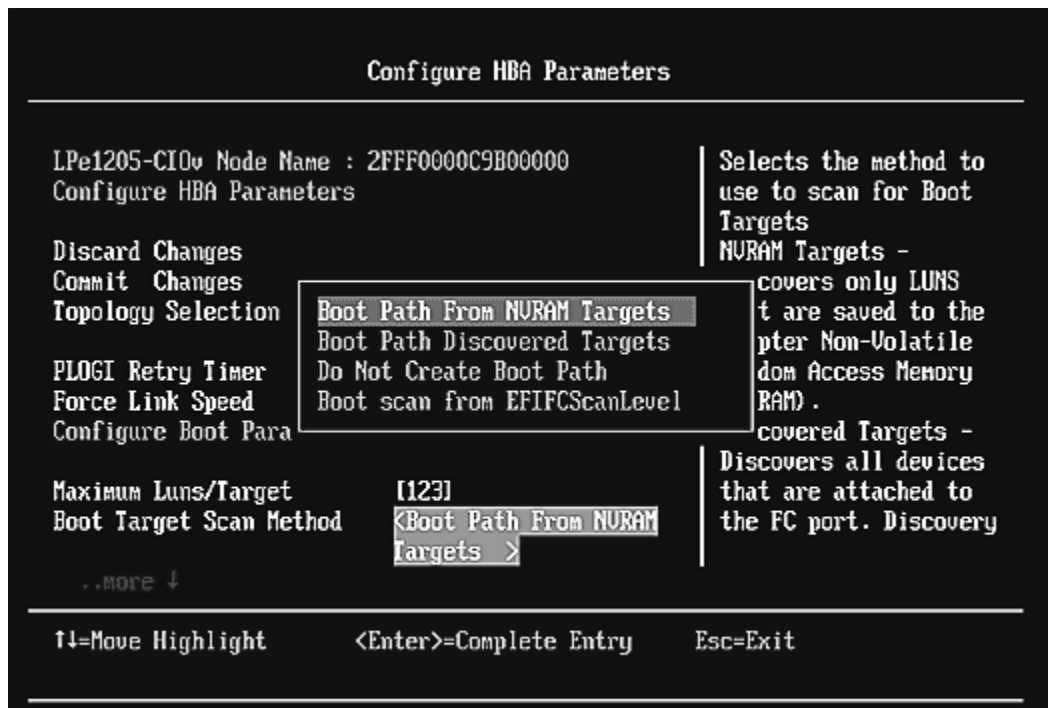 Configure HBA Parameters
LPe1205-CIOv Node Name : 2FFF0000C9B00000
Configure HBA Parameters
Discard Changes
Commit Changes
Topology Selection
PLOGI Retry Timer
Force Link Speed
Configure Boot Para
Maximum Luns/Target [123]
Boot Target Scan Method <Boot Path From NVRAM
Targets >
..more ↓
Boot Path From NVRAM Targets
Boot Path Discovered Targets
Do Not Create Boot Path
Boot scan from EFIFCScanLevel
Selects the method to
use to scan for Boot
Targets
NVRAM Targets -
covers only LUNS
t are saved to the
pter Non-Volatile
dom Access Memory
RAM).
covered Targets -
Discovers all devices
that are attached to
the FC port. Discovery
↑↓=Move Highlight <Enter>=Complete Entry Esc=Exit